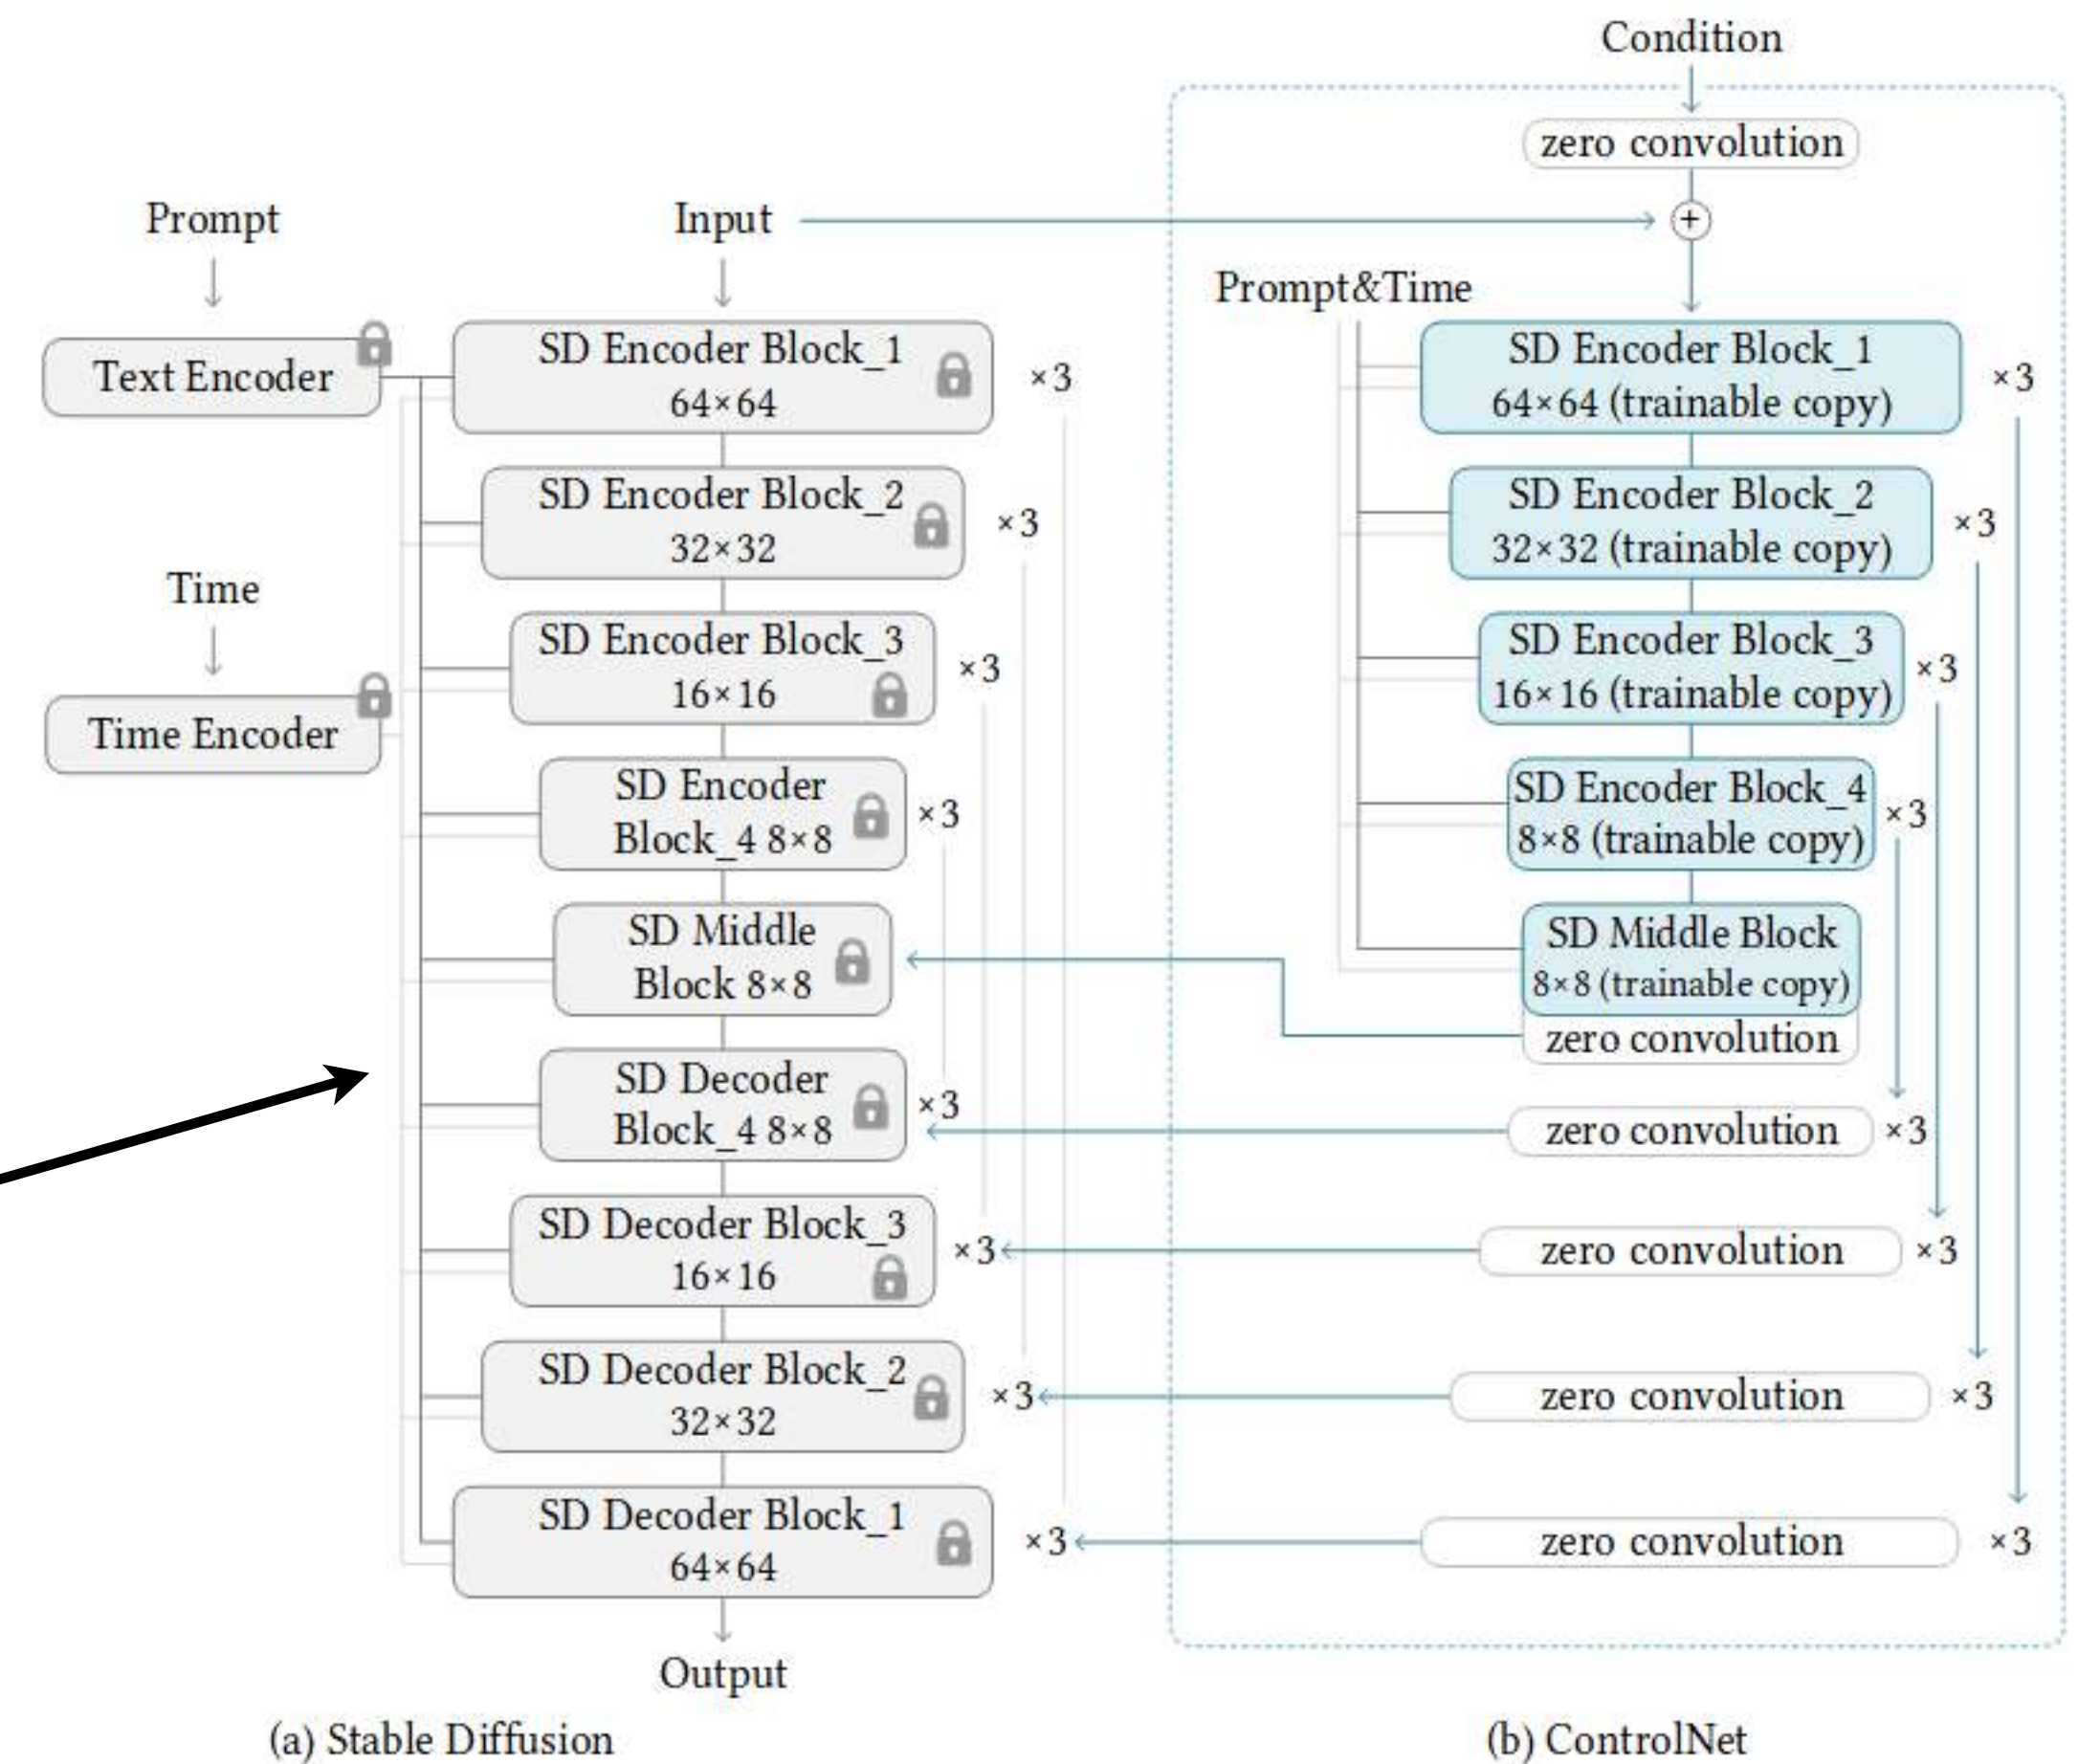 Condition
zero convolution
Prompt
Input
+
Prompt&Time
Text Encoder
SD Encoder Block_1
64×64
×3
SD Encoder Block_1
64×64 (trainable copy)
×3
SD Encoder Block_2
32×32
×3
SD Encoder Block_2
32×32 (trainable copy)
×3
Time
Time Encoder
SD Encoder Block_3
16×16
×3
SD Encoder Block_3
16×16 (trainable copy)
×3
SD Encoder
Block_4 8×8
×3
SD Encoder Block_4
8×8 (trainable copy)
×3
SD Middle
Block 8×8
SD Middle Block
8×8 (trainable copy)
zero convolution
SD Decoder
Block_4 8×8
×3
zero convolution
×3
SD Decoder Block_3
16×16
×3
zero convolution
×3
SD Decoder Block_2
32×32
×3
zero convolution
×3
SD Decoder Block_1
64×64
×3
zero convolution
×3
Output
(a) Stable Diffusion
(b) ControlNet